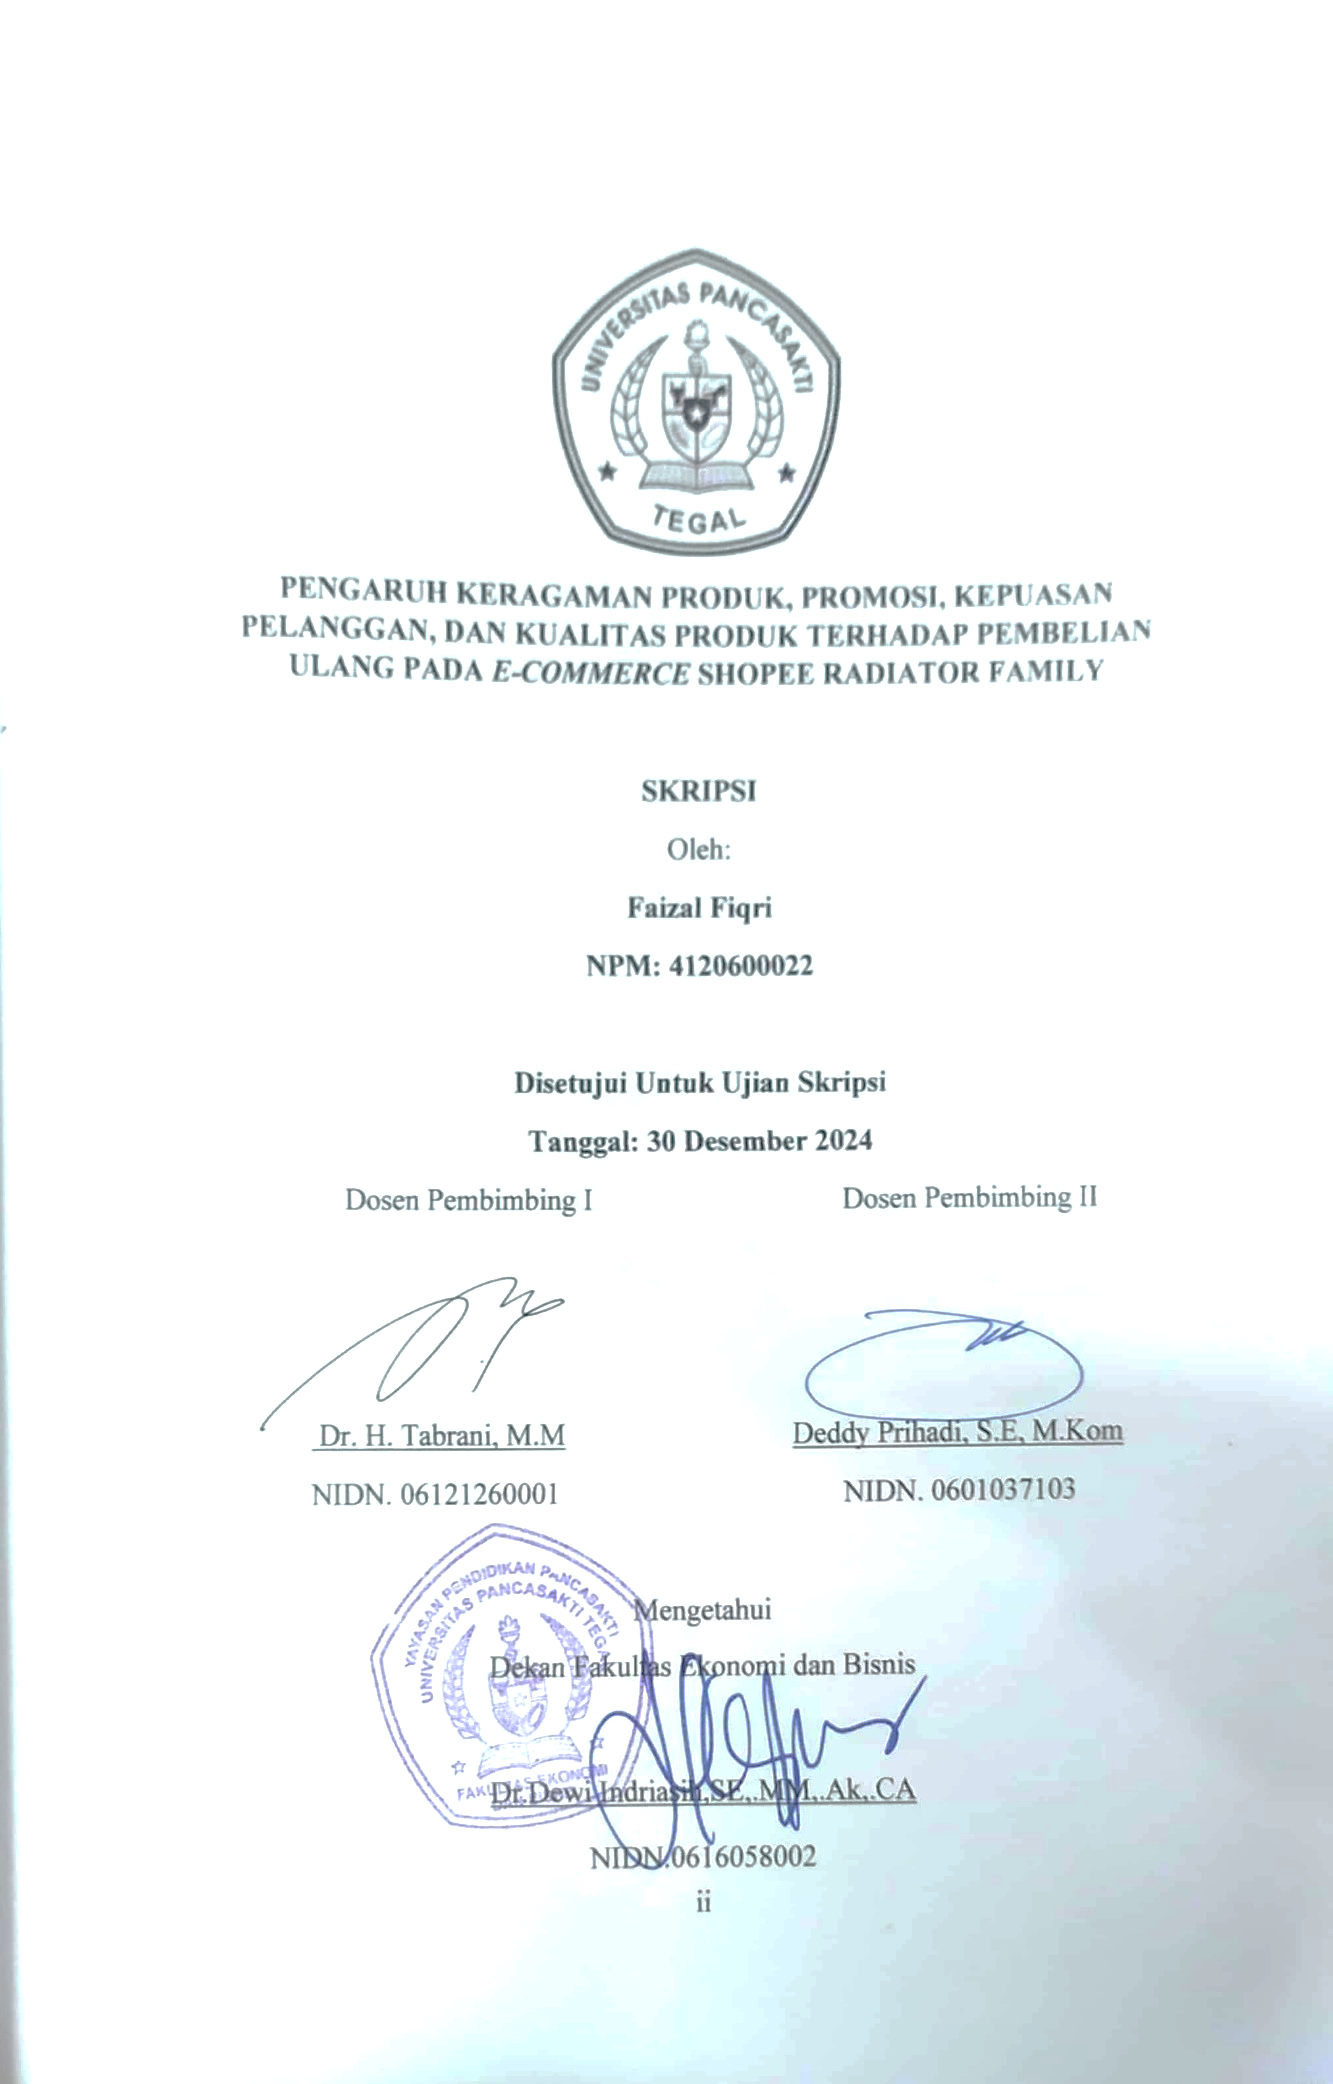 UNIVERSITAS PANCASAKTI
TEGAL
PENGARUH KERAGAMAN PRODUK, PROMOSI, KEPUASAN
PELANGGAN, DAN KUALITAS PRODUK TERHADAP PEMBELIAN
ULANG PADA E-COMMERCE SHOPEE RADIATOR FAMILY
SKRIPSI
Oleh:
Faizal Fiqri
NPM: 4120600022
Disetujui Untuk Ujian Skripsi
Tanggal: 30 Desember 2024
Dosen Pembimbing I
Dosen Pembimbing II
Dr. H. Tabrani, M.M
Deddy Prihadi, S.E, M.Kom
NIDN. 06121260001
NIDN. 0601037103
YAYASAN PENDIDIKAN PANCASAKTI
UNIVERSITAS PANCASAKTI TEGAL
FAKULTAS EKONOMI
Mengetahui
Dekan Fakultas Ekonomi dan Bisnis
Dr.Dewi Indriasih,SE,.MM,.Ak,.CA
NIDN.0616058002
ii